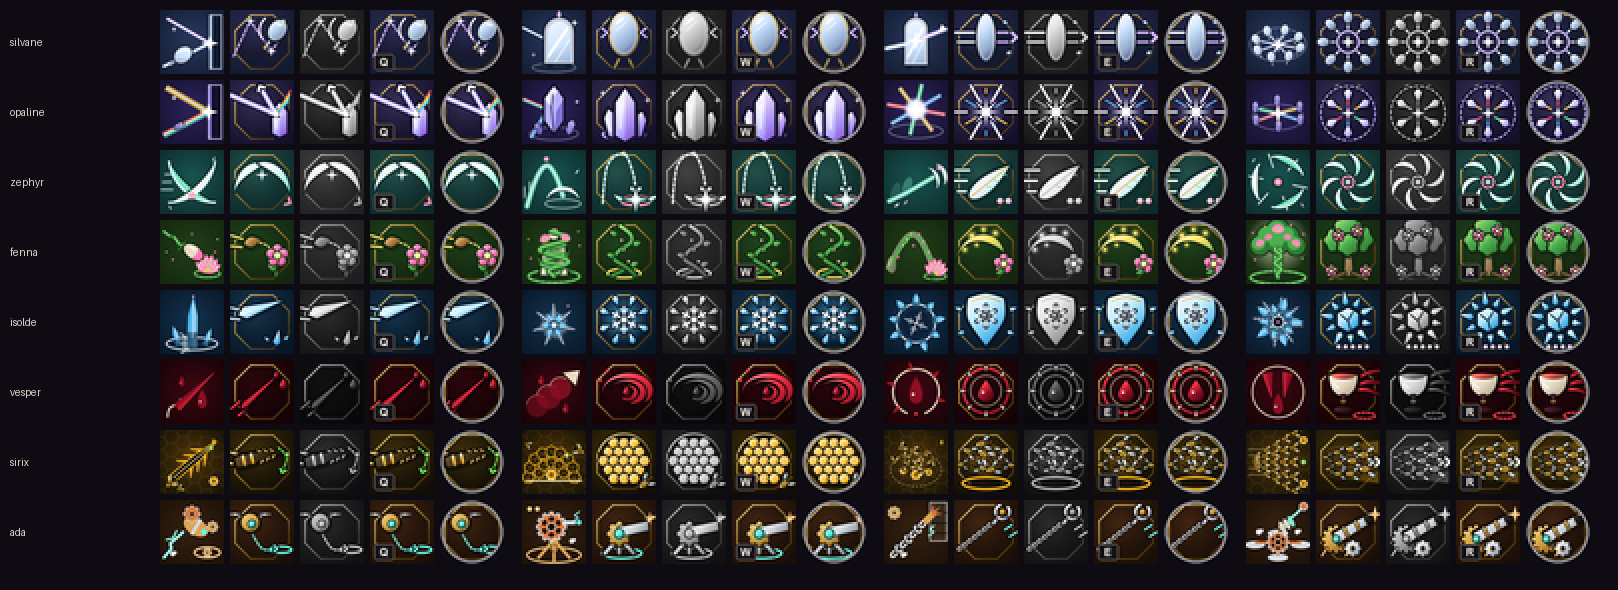 silvane Q W E R
opaline Q W E R
zephyr Q W E R
fenna Q W E R
isolde Q W E R
vesper Q W E R
sirix Q W E R
ada Q W E R